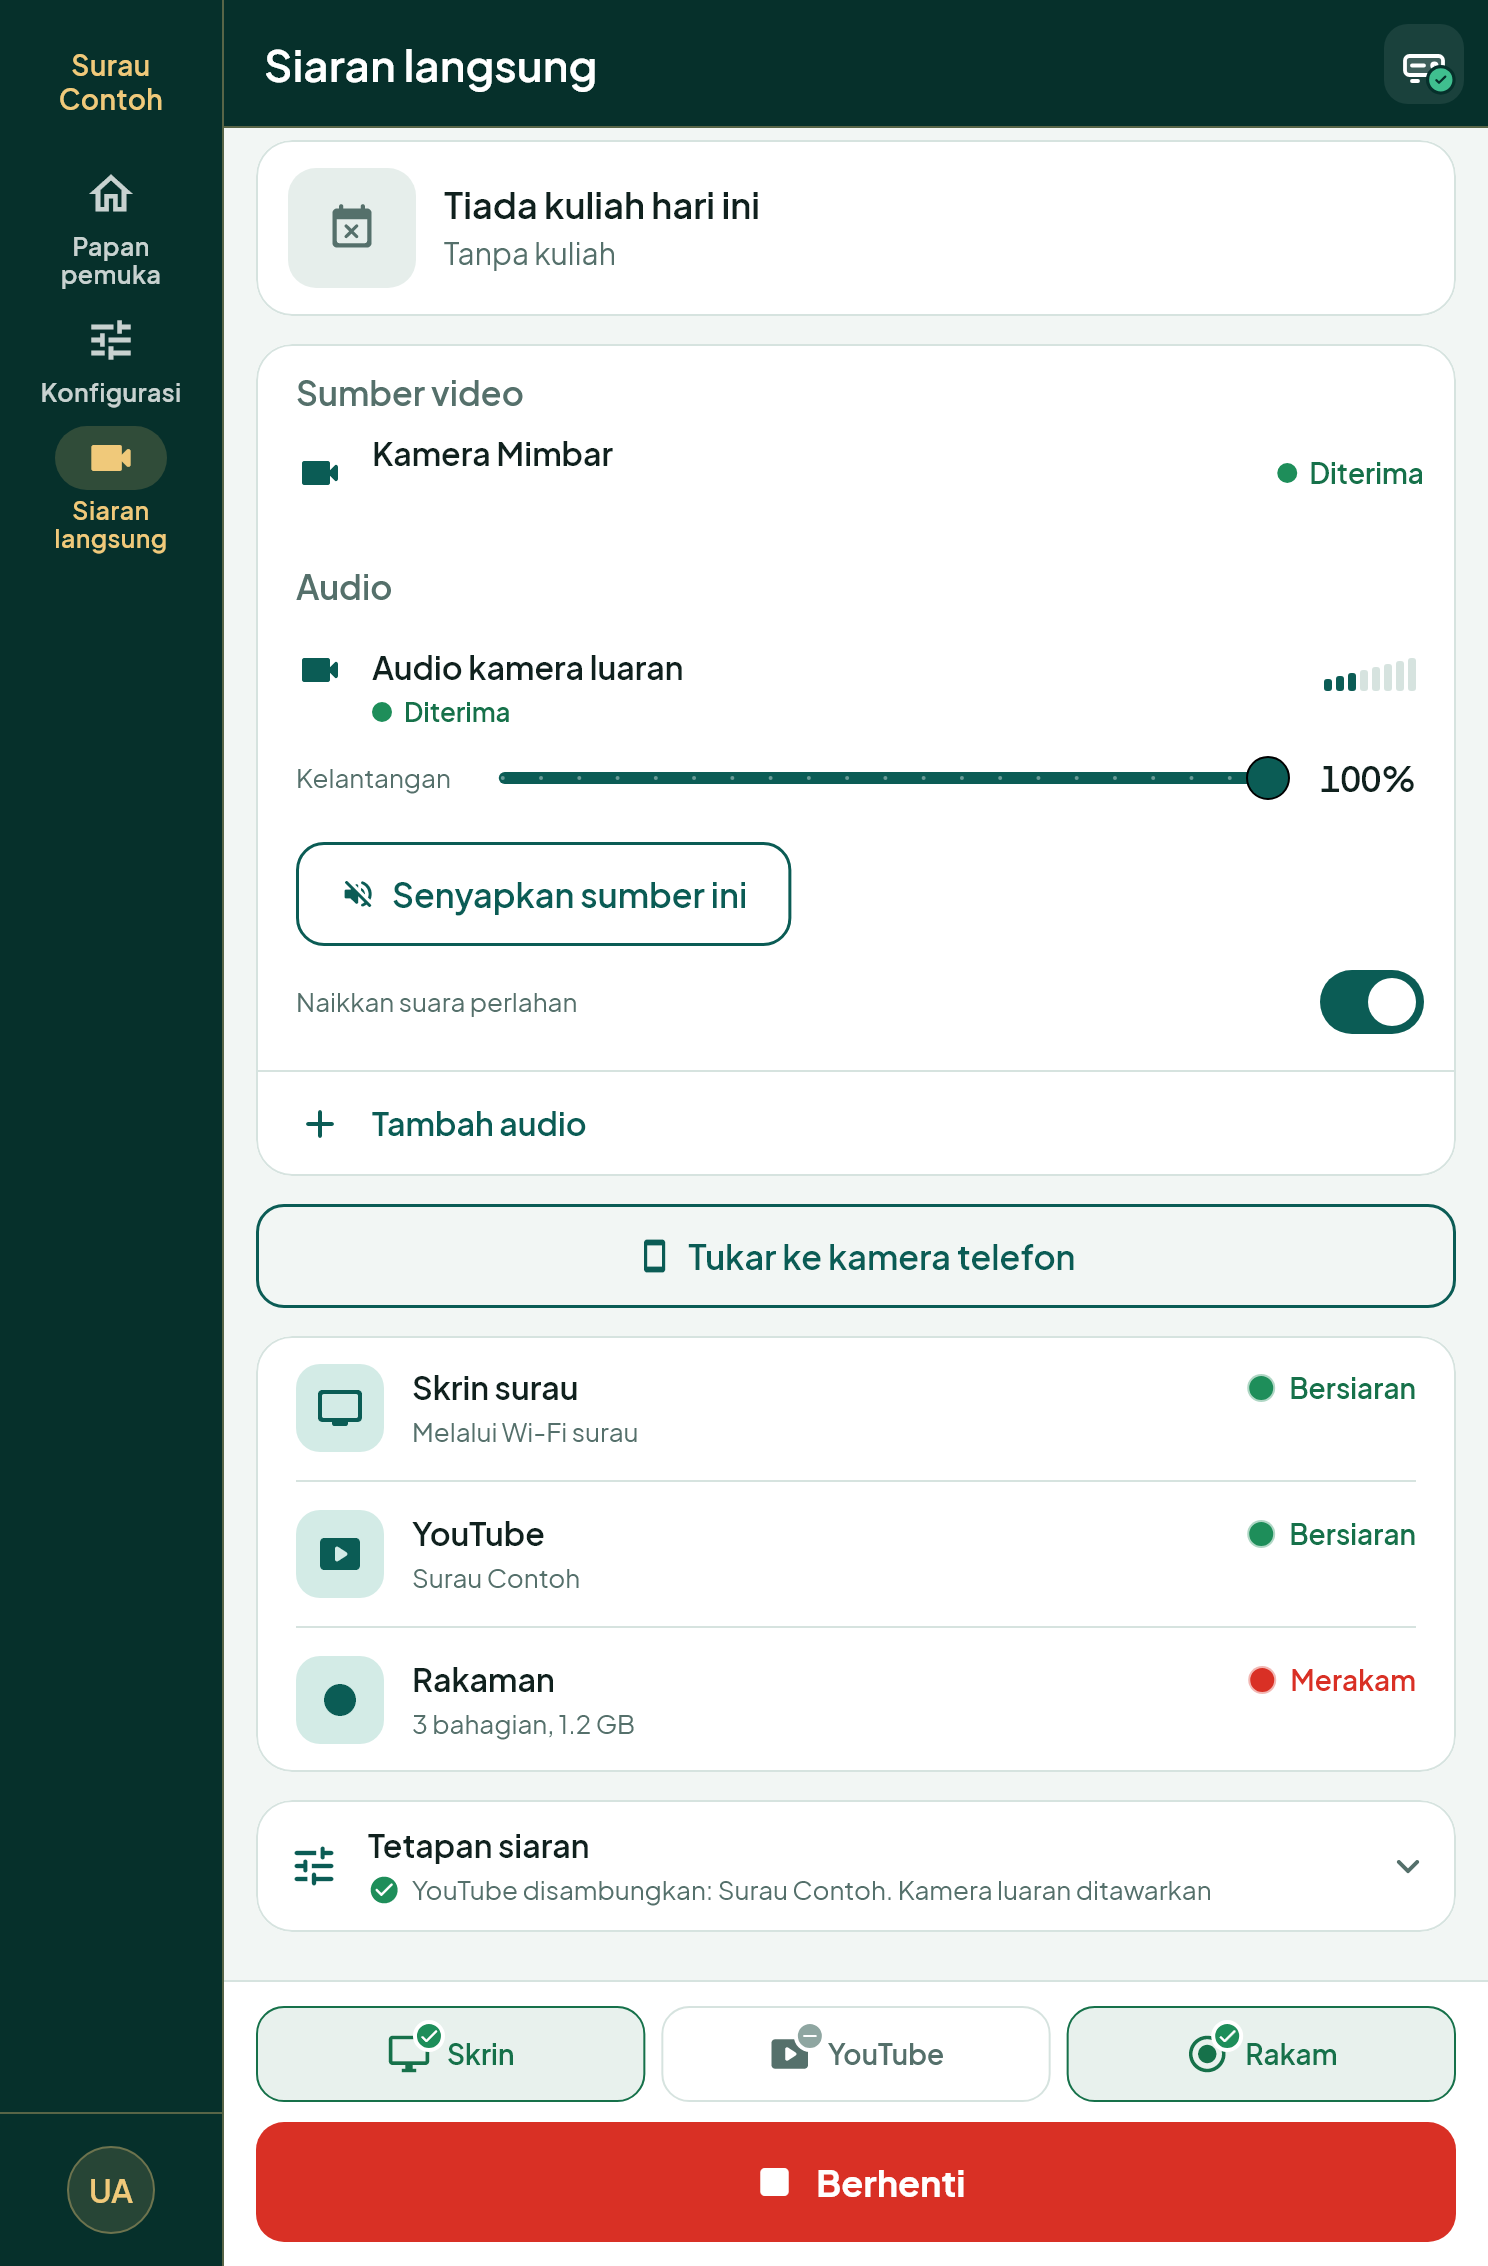 Surau
Contoh
Papan
pemuka
Konfigurasi
Siaran
langsung
UA
Siaran langsung
Tiada kuliah hari ini
Tanpa kuliah
Sumber video
Kamera Mimbar
Diterima
Audio
Audio kamera luaran
Diterima
Kelantangan
100%
Senyapkan sumber ini
Naikkan suara perlahan
Tambah audio
Tukar ke kamera telefon
Skrin surau
Bersiaran
Melalui Wi-Fi surau
YouTube
Bersiaran
Surau Contoh
Rakaman
Merakam
3 bahagian, 1.2 GB
Tetapan siaran
YouTube disambungkan: Surau Contoh. Kamera luaran ditawarkan
Skrin
YouTube
Rakam
Berhenti